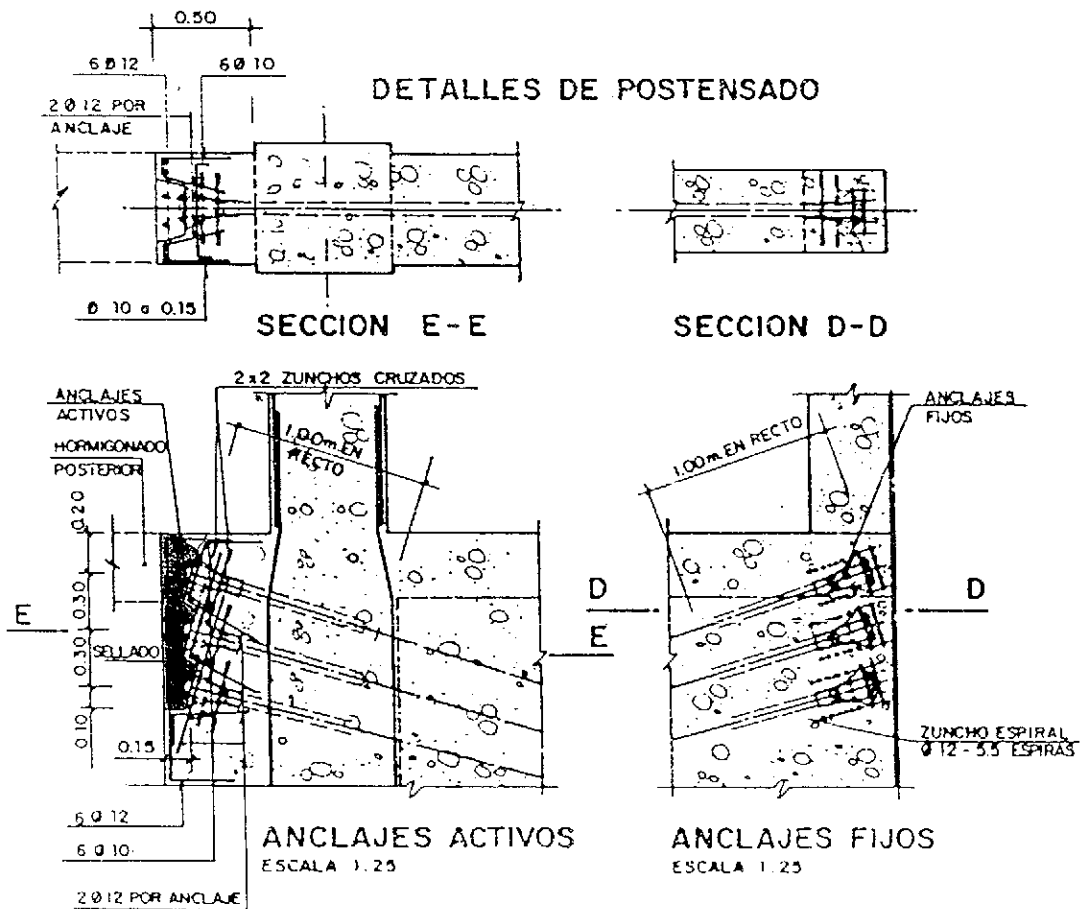 0.50
6 Ø 12
6 Ø 10
DETALLES DE POSTENSADO
2 Ø 12 POR
ANCLAJE
Ø 10 a 0.15
SECCION E-E
SECCION D-D
2x2 ZUNCHOS CRUZADOS
ANCLAJES
ACTIVOS
HORMIGONADO
POSTERIOR
1.00m EN
RECTO
0.20
0.30
0.30
0.10
E
SELLADO
E
0.15
6 Ø 12
6 Ø 10
2 Ø 12 POR ANCLAJE
ANCLAJES ACTIVOS
ESCALA 1.25
ANCLAJES
FIJOS
1.00m EN RECTO
D
D
ZUNCHO ESPIRAL
Ø 12 - 5.5 ESPIRAS
ANCLAJES FIJOS
ESCALA 1.25